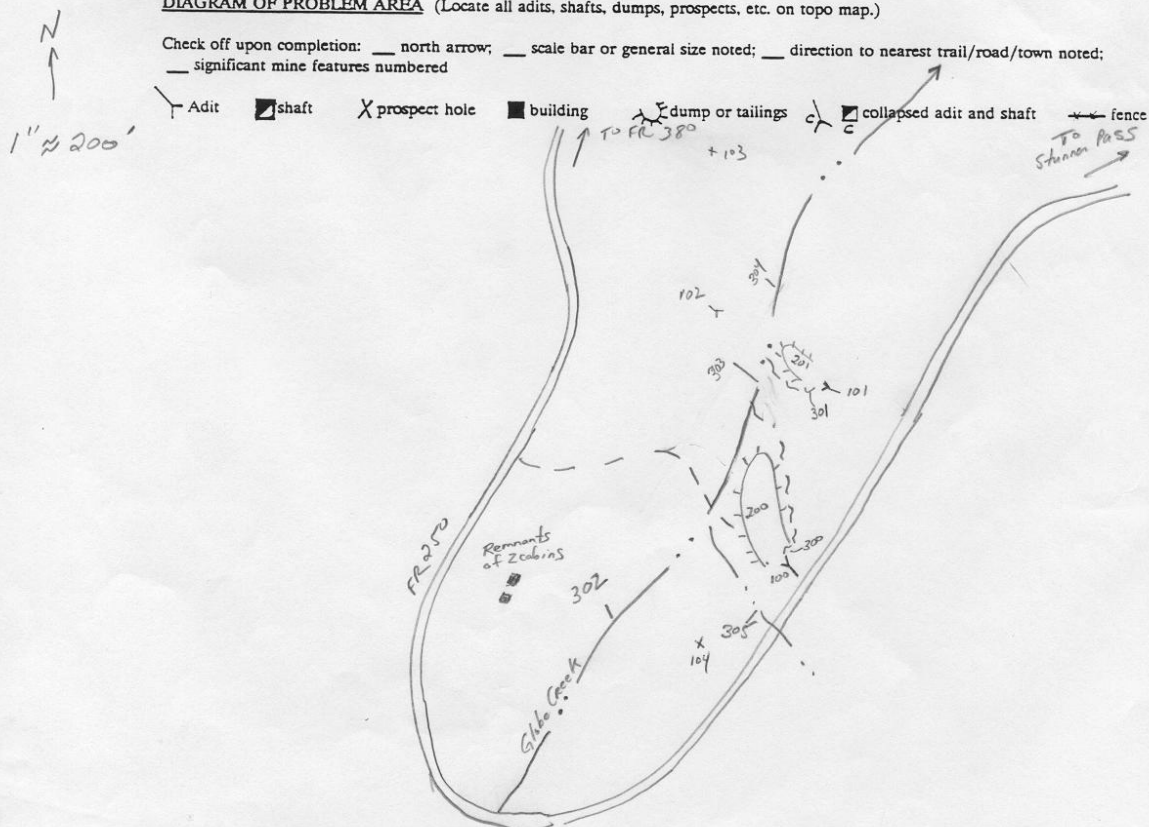 DIAGRAM OF PROBLEM AREA (Locate all adits, shafts, dumps, prospects, etc. on topo map.)
N
Check off upon completion: __ north arrow; __ scale bar or general size noted; __ direction to nearest trail/road/town noted;
__ significant mine features numbered
Adit shaft X prospect hole building dump or tailings C C collapsed adit and shaft fence
1" ≈ 200'
TO FR 380
+ 103
To
Stunner Pass
304
102
303
201
101
301
200
FR 250
Remnants
of 2 cabins
300
100
302
305
x
104
Globe Creek